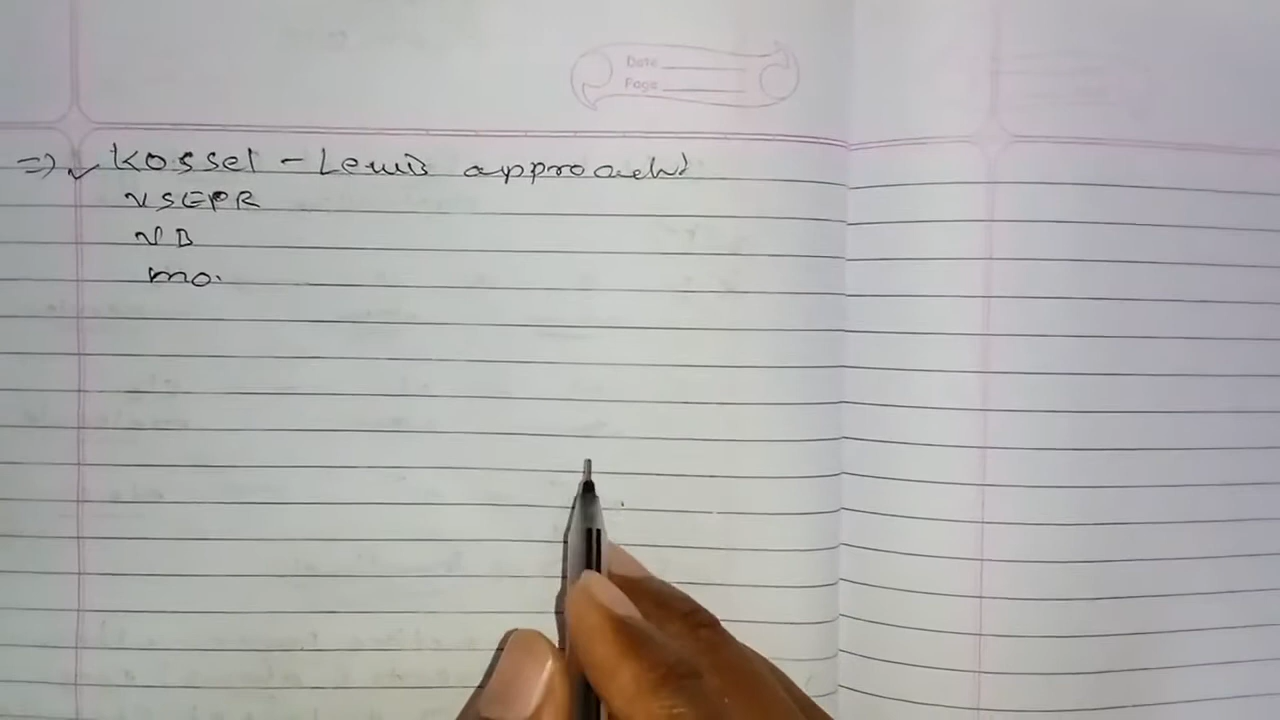 Date
Page
=> ✓ Kossel - Lewis approach
VSEPR
VB
mo.